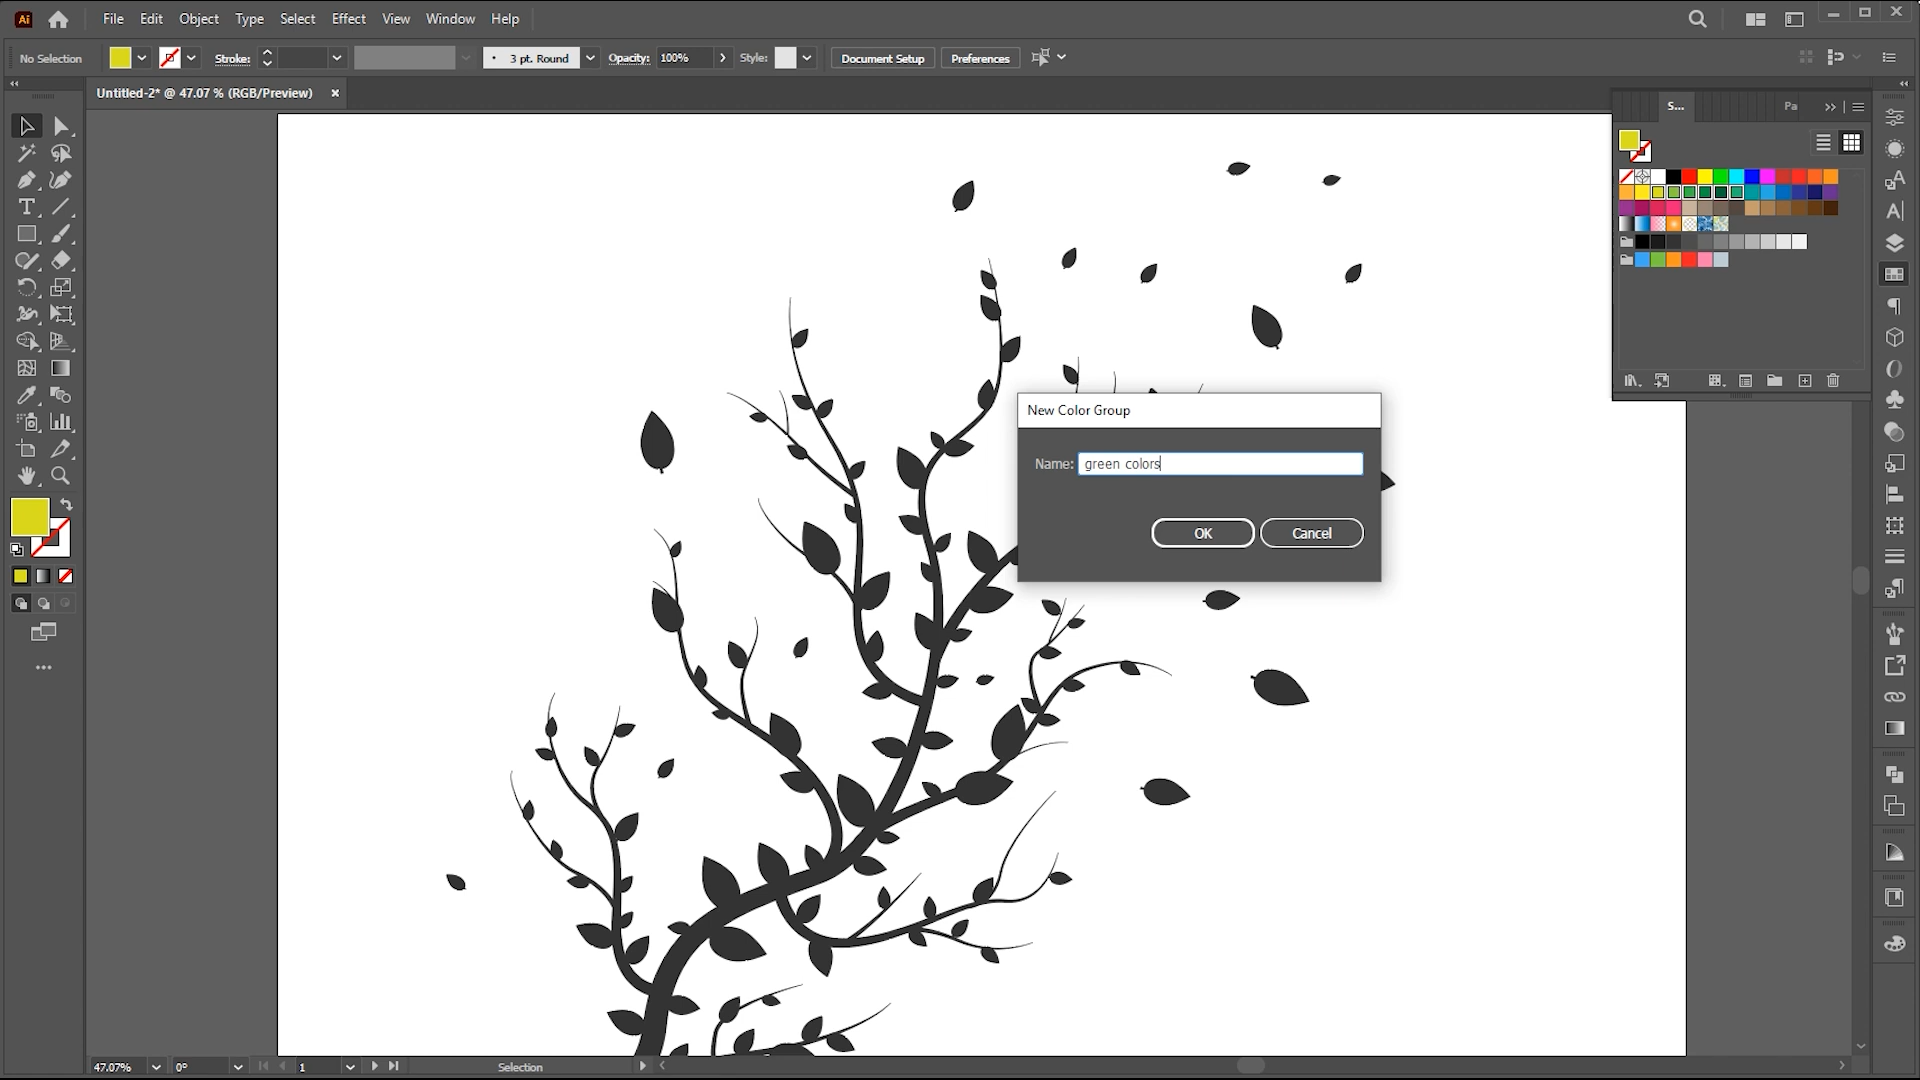 Ai File Edit Object Type Select Effect View Window Help
No Selection Stroke: 3 pt. Round Opacity: 100% Style: Document Setup Preferences
Untitled-2* @ 47.07 % (RGB/Preview)
S... Pa
New Color Group
Name: green colors
OK Cancel
47.07% 0° 1 Selection